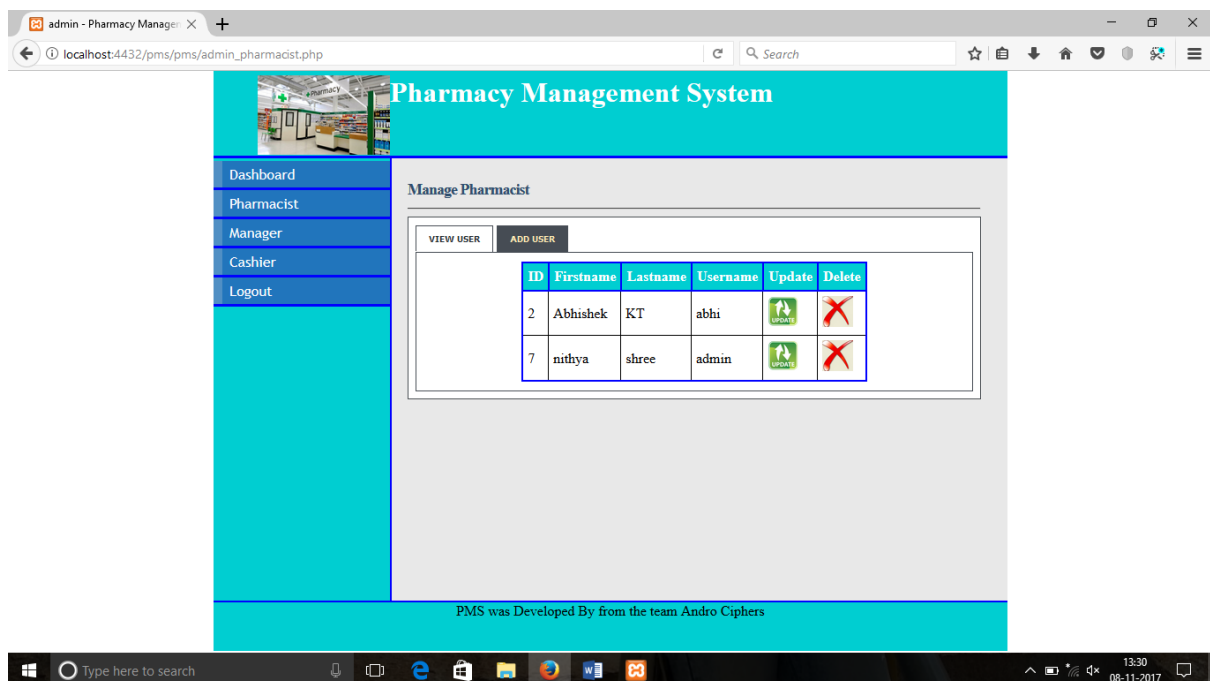 admin - Pharmacy Manager
localhost:4432/pms/pms/admin_pharmacist.php
Search
Pharmacy
Pharmacy Management System
Dashboard
Pharmacist
Manager
Cashier
Logout
Manage Pharmacist
VIEW USER ADD USER
ID Firstname Lastname Username Update Delete
2 Abhishek KT abhi UPDATE
7 nithya shree admin UPDATE
PMS was Developed By from the team Andro Ciphers
Type here to search
13:30
08-11-2017